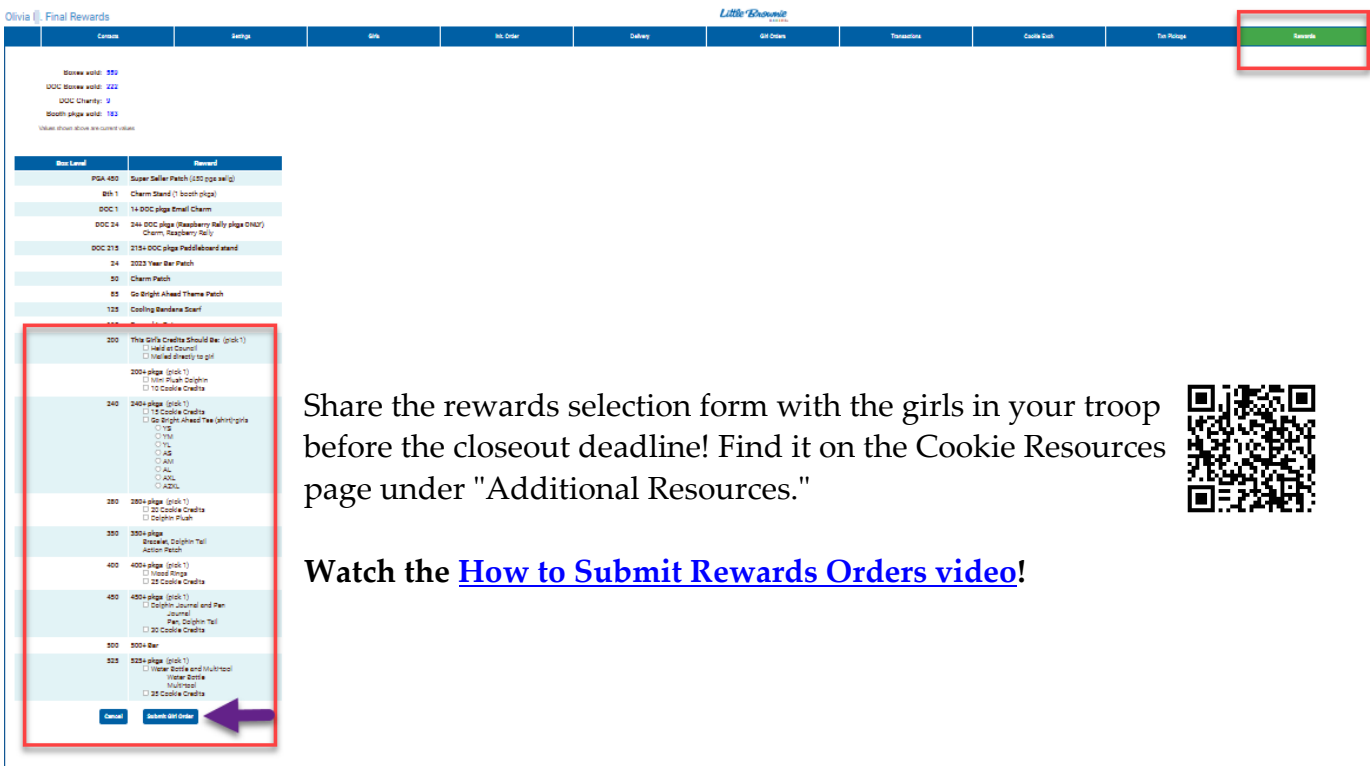 Olivia . Final Rewards
Little Brownie
Contacts Settings Girls Init. Order Delivery Girl Orders Transactions Cookie Exch Trn Pickups Rewards
Boxes sold: 559
DOC Boxes sold: 222
DOC Charity: 9
Booth pkgs sold: 183
Values shown above are current values
Box Level Reward
PGA 450 Super Seller Patch (450 pga sellg)
Bth 1 Charm Stand (1 booth pkgs)
DOC 1 1+ DOC pkgs Email Charm
DOC 24 24+ DOC pkgs (Raspberry Rally pkgs ONLY)
Charm, Raspberry Rally
DOC 215 215+ DOC pkgs Paddleboard stand
24 2023 Year Bar Patch
50 Charm Patch
85 Go Bright Ahead Theme Patch
125 Cooling Bandana Scarf
200 This Girl's Credits Should Be: (pick 1)
Held at Council
Mailed directly to girl
200+ pkgs (pick 1)
Mini Plush Dolphin
10 Cookie Credits
240 240+ pkgs (pick 1)
15 Cookie Credits
Go Bright Ahead Tee (shirt)-girls
YS
YM
YL
AS
AM
AL
AXL
A2XL
280 280+ pkgs (pick 1)
20 Cookie Credits
Dolphin Plush
350 350+ pkgs
Bracelet, Dolphin Tail
Action Patch
400 400+ pkgs (pick 1)
Mood Rings
25 Cookie Credits
450 450+ pkgs (pick 1)
Dolphin Journal and Pen
Journal
Pen, Dolphin Tail
30 Cookie Credits
500 500+ Bar
525 525+ pkgs (pick 1)
Water Bottle and Multi-tool
Water Bottle
Multi-tool
35 Cookie Credits
Cancel Submit Girl Order
Share the rewards selection form with the girls in your troop
before the closeout deadline! Find it on the Cookie Resources
page under "Additional Resources."
Watch the How to Submit Rewards Orders video!